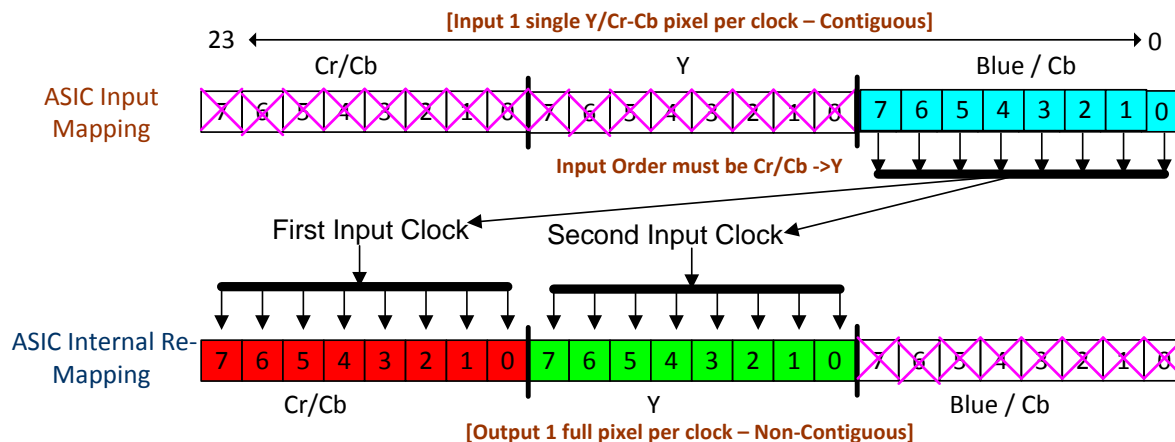 [Input 1 single Y/Cr-Cb pixel per clock – Contiguous]
23 0
Cr/Cb Y Blue / Cb
ASIC Input
Mapping
7 6 5 4 3 2 1 0 7 6 5 4 3 2 1 0 7 6 5 4 3 2 1 0
Input Order must be Cr/Cb ->Y
First Input Clock Second Input Clock
ASIC Internal Re-
Mapping
7 6 5 4 3 2 1 0 7 6 5 4 3 2 1 0 7 6 5 4 3 2 1 0
Cr/Cb Y Blue / Cb
[Output 1 full pixel per clock – Non-Contiguous]